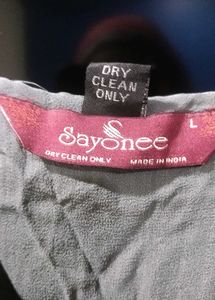 DRY
CLEAN
ONLY
Sayonee
L
DRY CLEAN ONLY MADE IN INDIA